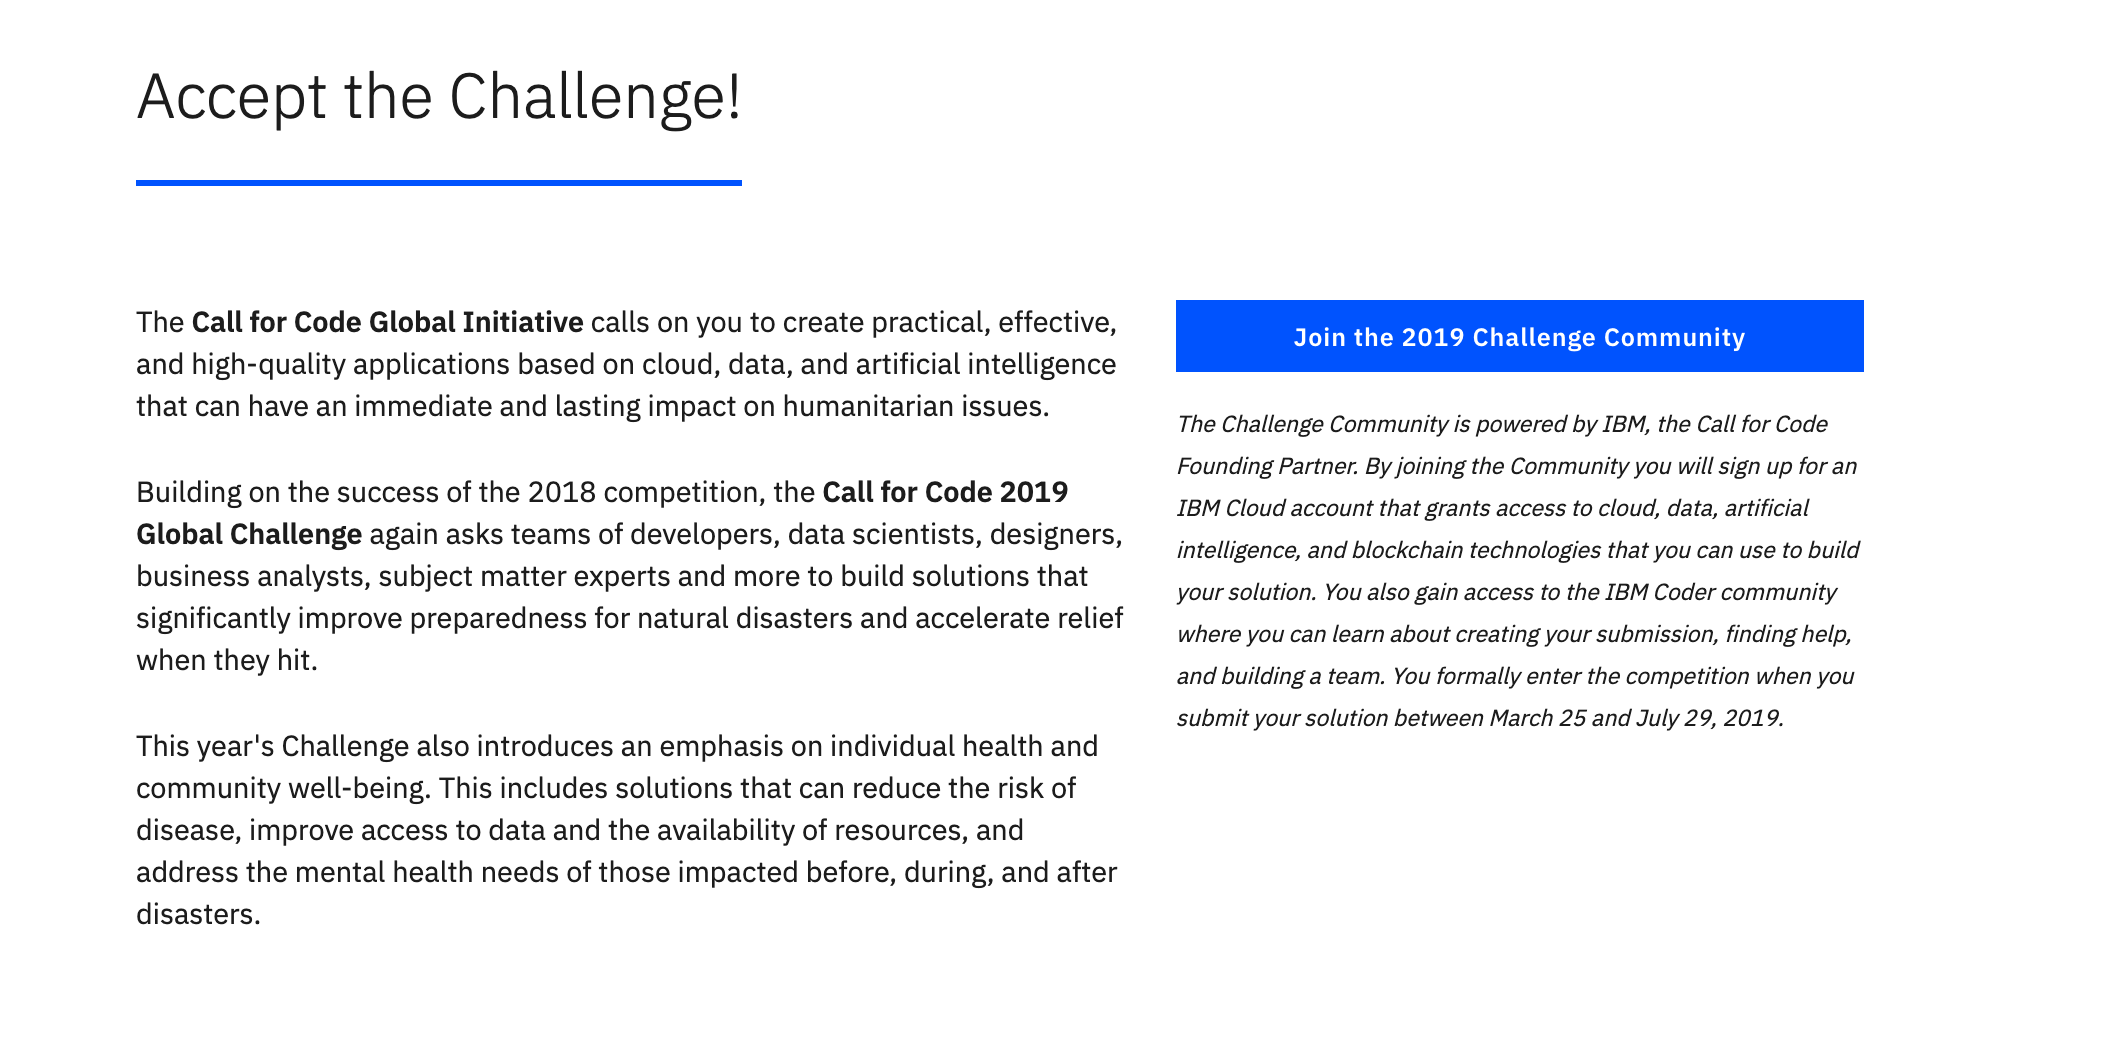 Accept the Challenge!
The Call for Code Global Initiative calls on you to create practical, effective,
and high-quality applications based on cloud, data, and artificial intelligence
that can have an immediate and lasting impact on humanitarian issues.
Building on the success of the 2018 competition, the Call for Code 2019
Global Challenge again asks teams of developers, data scientists, designers,
business analysts, subject matter experts and more to build solutions that
significantly improve preparedness for natural disasters and accelerate relief
when they hit.
This year's Challenge also introduces an emphasis on individual health and
community well-being. This includes solutions that can reduce the risk of
disease, improve access to data and the availability of resources, and
address the mental health needs of those impacted before, during, and after
disasters.
Join the 2019 Challenge Community
The Challenge Community is powered by IBM, the Call for Code
Founding Partner. By joining the Community you will sign up for an
IBM Cloud account that grants access to cloud, data, artificial
intelligence, and blockchain technologies that you can use to build
your solution. You also gain access to the IBM Coder community
where you can learn about creating your submission, finding help,
and building a team. You formally enter the competition when you
submit your solution between March 25 and July 29, 2019.